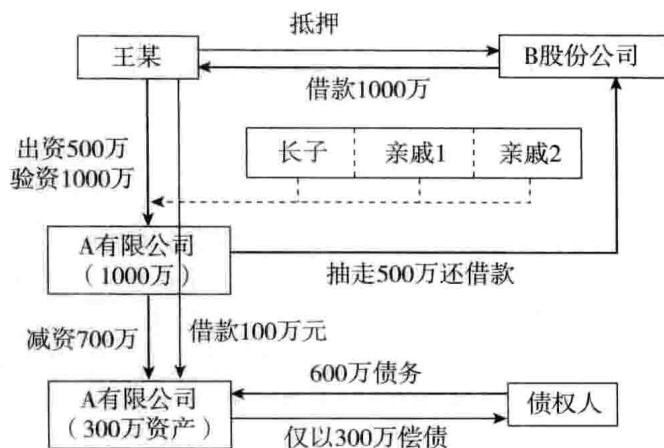 抵押
王某
B股份公司
借款1000万
出资500万
验资1000万
长子
亲戚1
亲戚2
A有限公司
（1000万）
抽走500万还借款
减资700万
借款100万元
600万债务
A有限公司
（300万资产）
债权人
仅以300万偿债